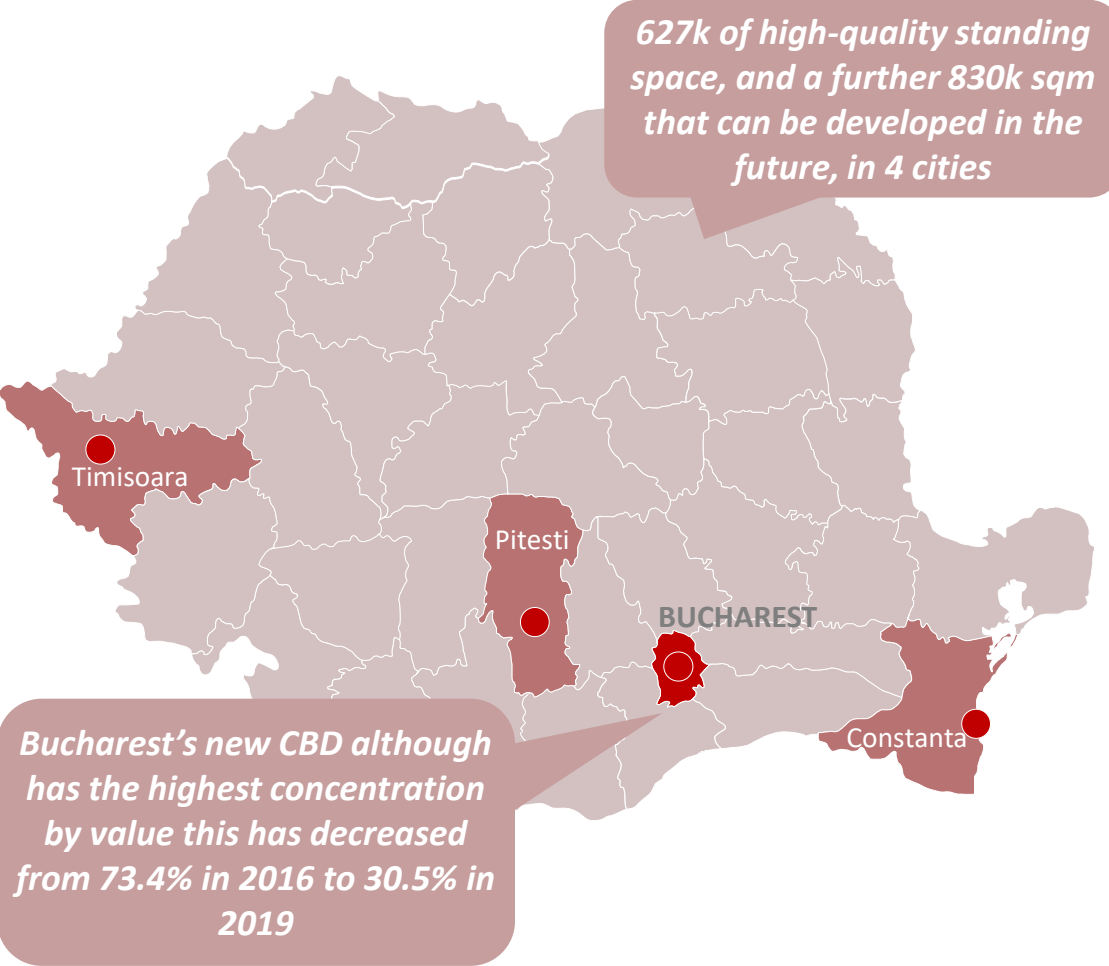 627k of high-quality standing
space, and a further 830k sqm
that can be developed in the
future, in 4 cities
Timisoara
Pitesti
BUCHAREST
Constanta
Bucharest’s new CBD although
has the highest concentration
by value this has decreased
from 73.4% in 2016 to 30.5% in
2019